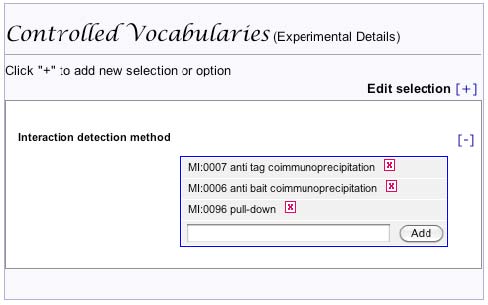 Controlled Vocabularies (Experimental Details)
Click "+" to add new selection or option
Edit selection [+]
Interaction detection method [-]
MI:0007 anti tag coimmunoprecipitation x
MI:0006 anti bait coimmunoprecipitation x
MI:0096 pull-down x
Add